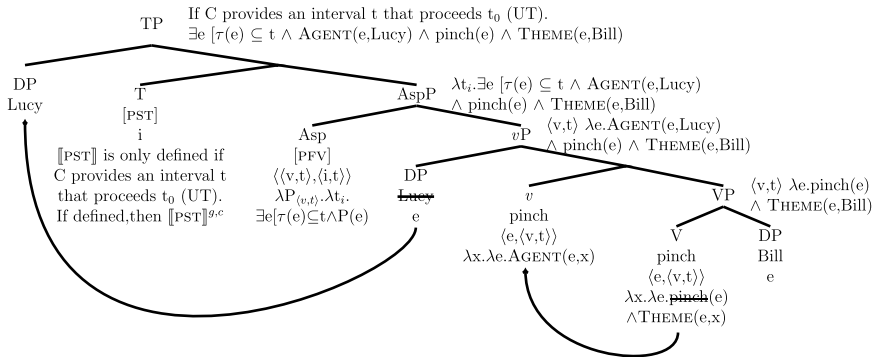 TP
If C provides an interval t that proceeds t₀ (UT).
∃e [τ(e) ⊆ t ∧ AGENT(e,Lucy) ∧ pinch(e) ∧ THEME(e,Bill)
DP
Lucy
T
[PST]
i
⟦PST⟧ is only defined if
C provides an interval t
that proceeds t₀ (UT).
If defined,then ⟦PST⟧ᵍ,ᶜ
AspP
λtᵢ.∃e [τ(e) ⊆ t ∧ AGENT(e,Lucy)
∧ pinch(e) ∧ THEME(e,Bill)
Asp
[PFV]
⟨⟨v,t⟩,⟨i,t⟩⟩
λP⟨v,t⟩.λtᵢ.
∃e[τ(e)⊆t∧P(e)
vP
⟨v,t⟩ λe.AGENT(e,Lucy)
∧ pinch(e) ∧ THEME(e,Bill)
DP
Lucy
e
v
pinch
⟨e,⟨v,t⟩⟩
λx.λe.AGENT(e,x)
VP
⟨v,t⟩ λe.pinch(e)
∧ THEME(e,Bill)
V
pinch
⟨e,⟨v,t⟩⟩
λx.λe.pinch(e)
∧THEME(e,x)
DP
Bill
e